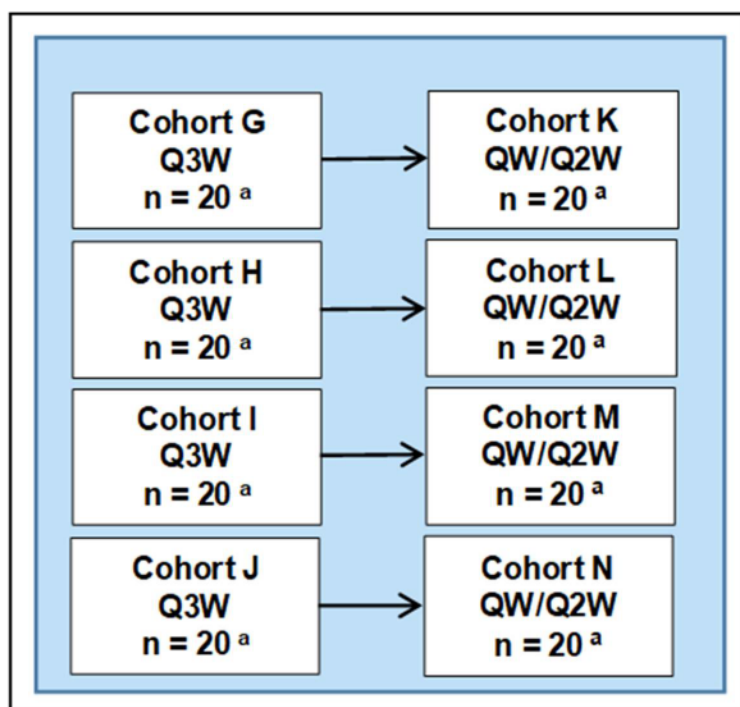 Cohort G
Q3W
n = 20 a
Cohort K
QW/Q2W
n = 20 a
Cohort H
Q3W
n = 20 a
Cohort L
QW/Q2W
n = 20 a
Cohort I
Q3W
n = 20 a
Cohort M
QW/Q2W
n = 20 a
Cohort J
Q3W
n = 20 a
Cohort N
QW/Q2W
n = 20 a